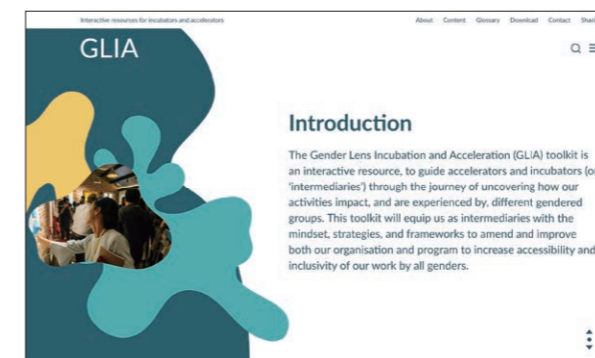 Interactive resources for incubators and accelerators
About Content Glossary Download Contact
GLIA
Introduction
The Gender Lens Incubation and Acceleration (GLIA) toolkit is
an interactive resource, to guide accelerators and incubators (or
'intermediaries') through the journey of uncovering how our
activities impact, and are experienced by, different gendered
groups. This toolkit will equip us as intermediaries with the
mindset, strategies, and frameworks to amend and improve
both our organisation and program to increase accessibility and
inclusivity of our work by all genders.